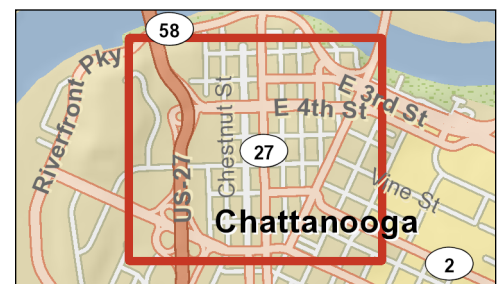 58
Riverfront Pky
E 3rd St
E 4th St
Chestnut St
27
US-27
Vine St
Chattanooga
2